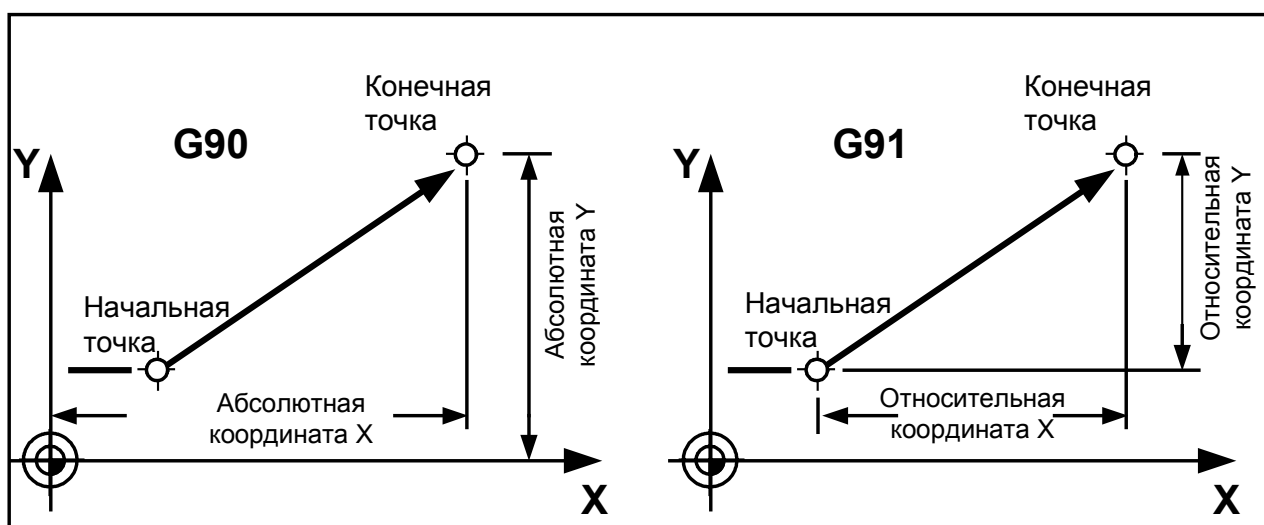 Конечная
точка
G90
Y
Начальная
точка
Абсолютная
координата X
Абсолютная
координата Y
X
Конечная
точка
G91
Y
Начальная
точка
Относительная
координата X
Относительная
координата Y
X